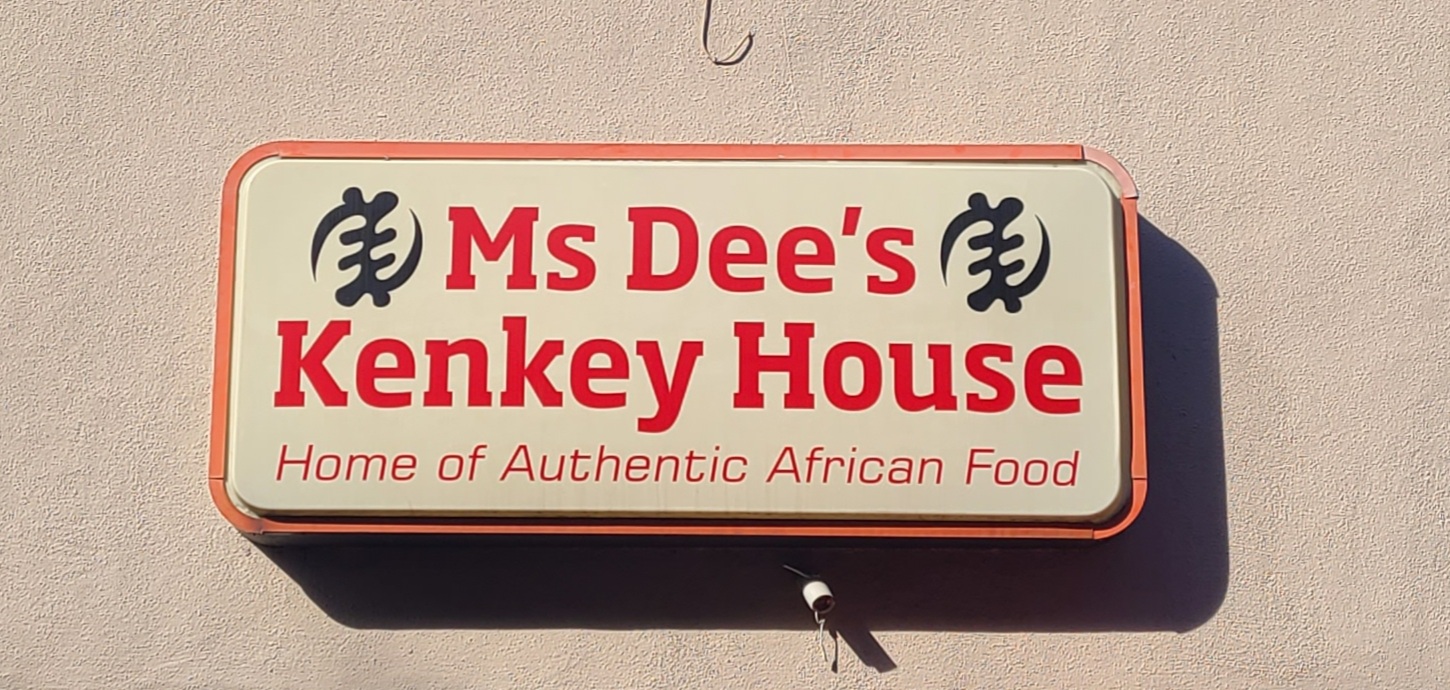 Ms Dee's
Kenkey House
Home of Authentic African Food